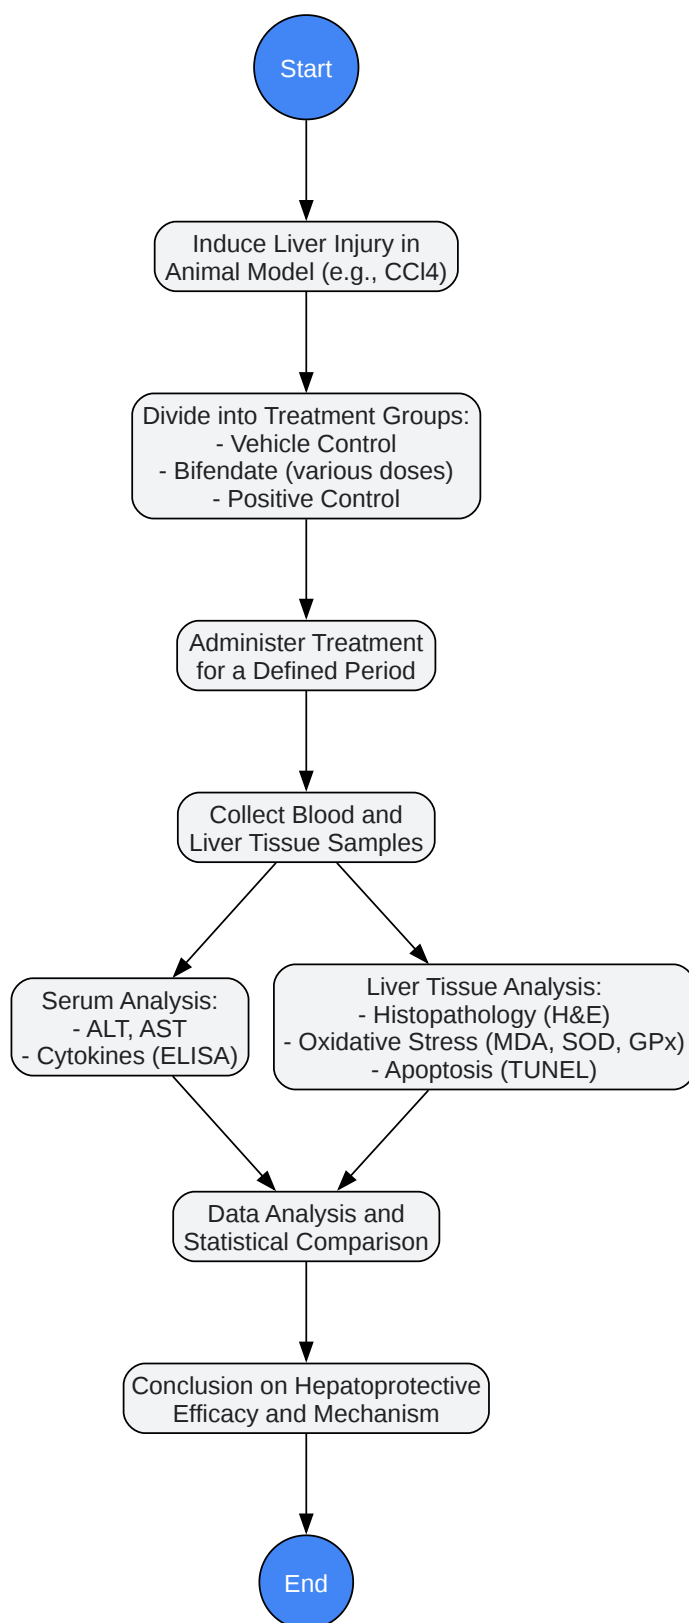 Start
Induce Liver Injury in
Animal Model (e.g., CCl4)
Divide into Treatment Groups:
- Vehicle Control
- Bifendate (various doses)
- Positive Control
Administer Treatment
for a Defined Period
Collect Blood and
Liver Tissue Samples
Serum Analysis:
- ALT, AST
- Cytokines (ELISA)
Liver Tissue Analysis:
- Histopathology (H&E)
- Oxidative Stress (MDA, SOD, GPx)
- Apoptosis (TUNEL)
Data Analysis and
Statistical Comparison
Conclusion on Hepatoprotective
Efficacy and Mechanism
End